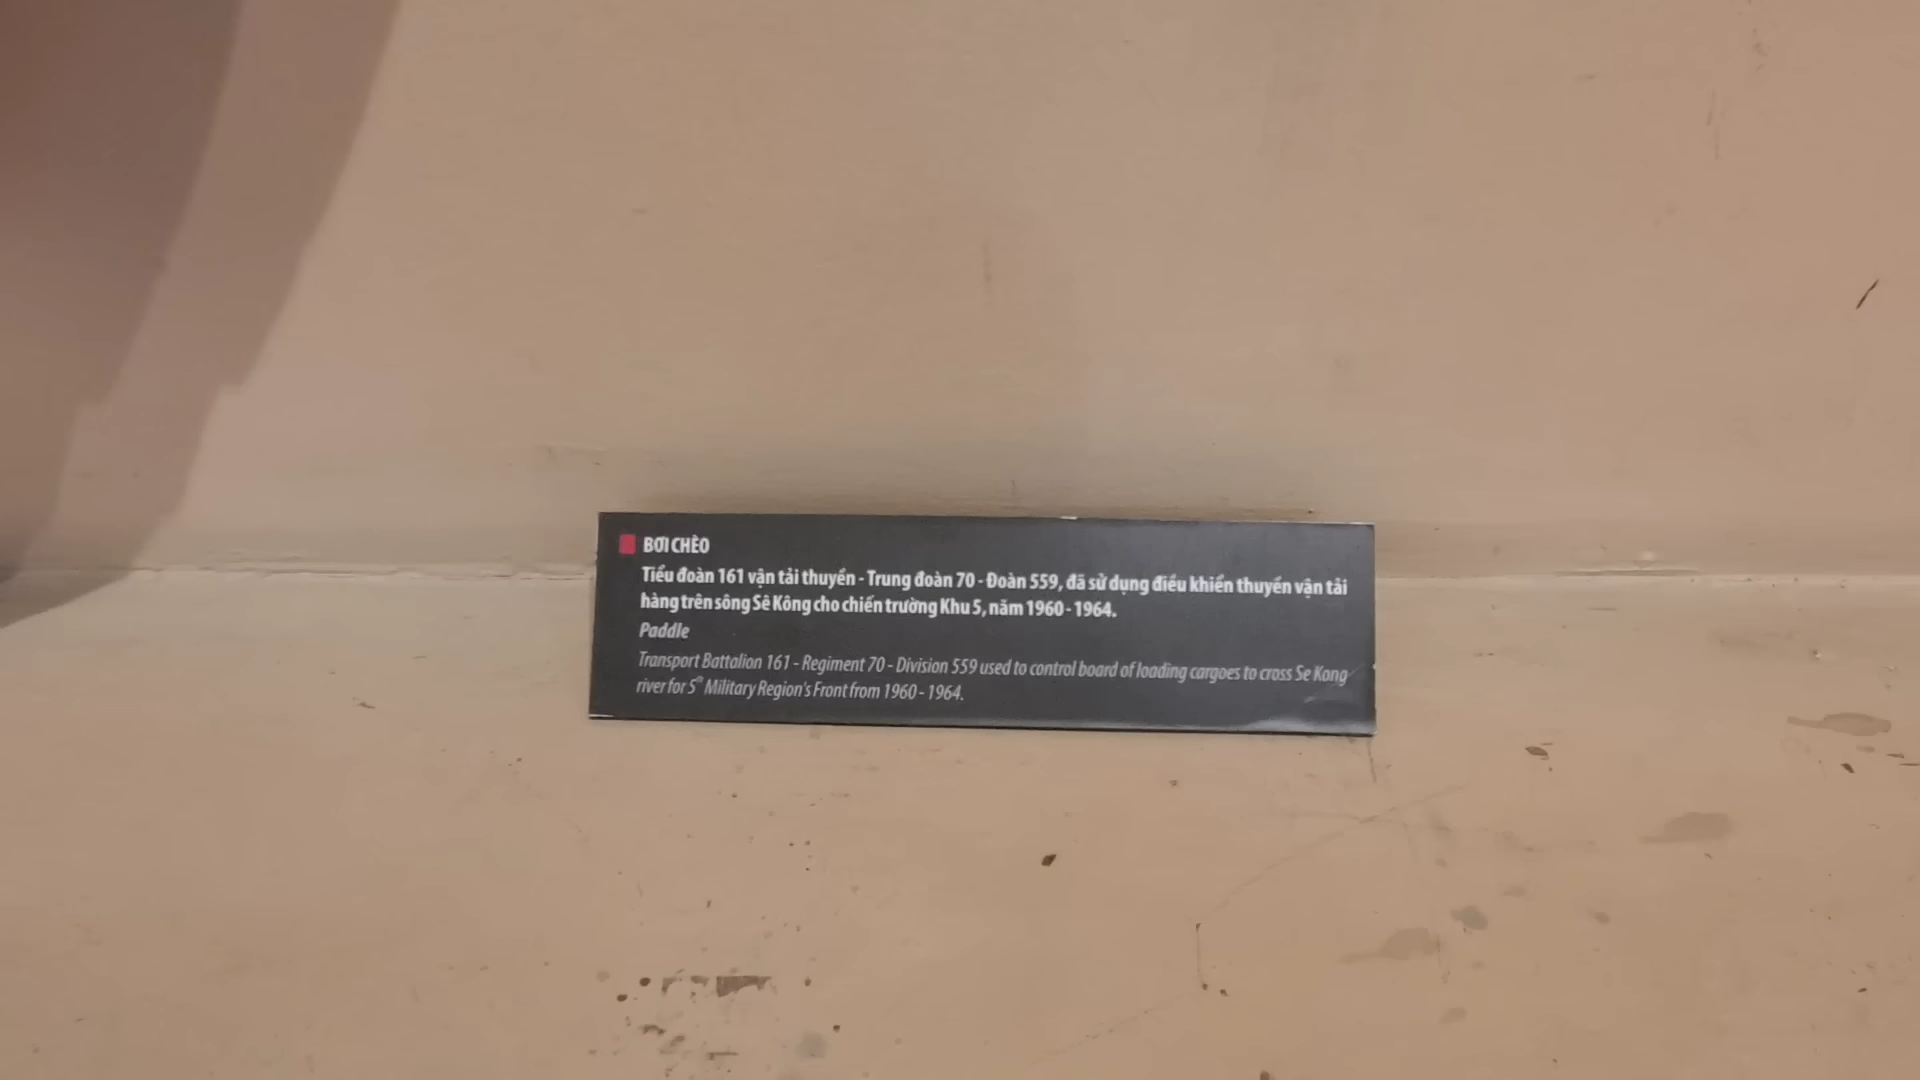 BƠI CHÈO
Tiểu đoàn 161 vận tải thuyền - Trung đoàn 70 - Đoàn 559, đã sử dụng điều khiển thuyền vận tải
hàng trên sông Sê Kông cho chiến trường Khu 5, năm 1960 - 1964.
Paddle
Transport Battalion 161 - Regiment 70 - Division 559 used to control board of loading cargoes to cross Se Kong
river for 5th Military Region's Front from 1960 - 1964.